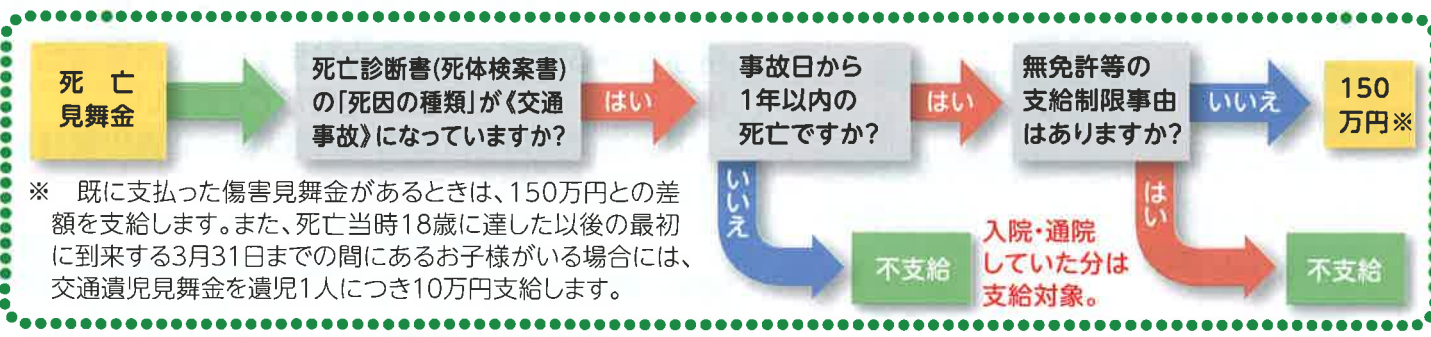 死　亡
見舞金
死亡診断書(死体検案書)
の「死因の種類」が《交通
事故》になっていますか?
はい
事故日から
1年以内の
死亡ですか?
はい
無免許等の
支給制限事由
はありますか?
いいえ
150
万円※
いいえ
不支給
入院・通院
していた分は
支給対象。
はい
不支給
※　既に支払った傷害見舞金があるときは、150万円との差
額を支給します。また、死亡当時18歳に達した以後の最初
に到来する3月31日までの間にあるお子様がいる場合には、
交通遺児見舞金を遺児1人につき10万円支給します。